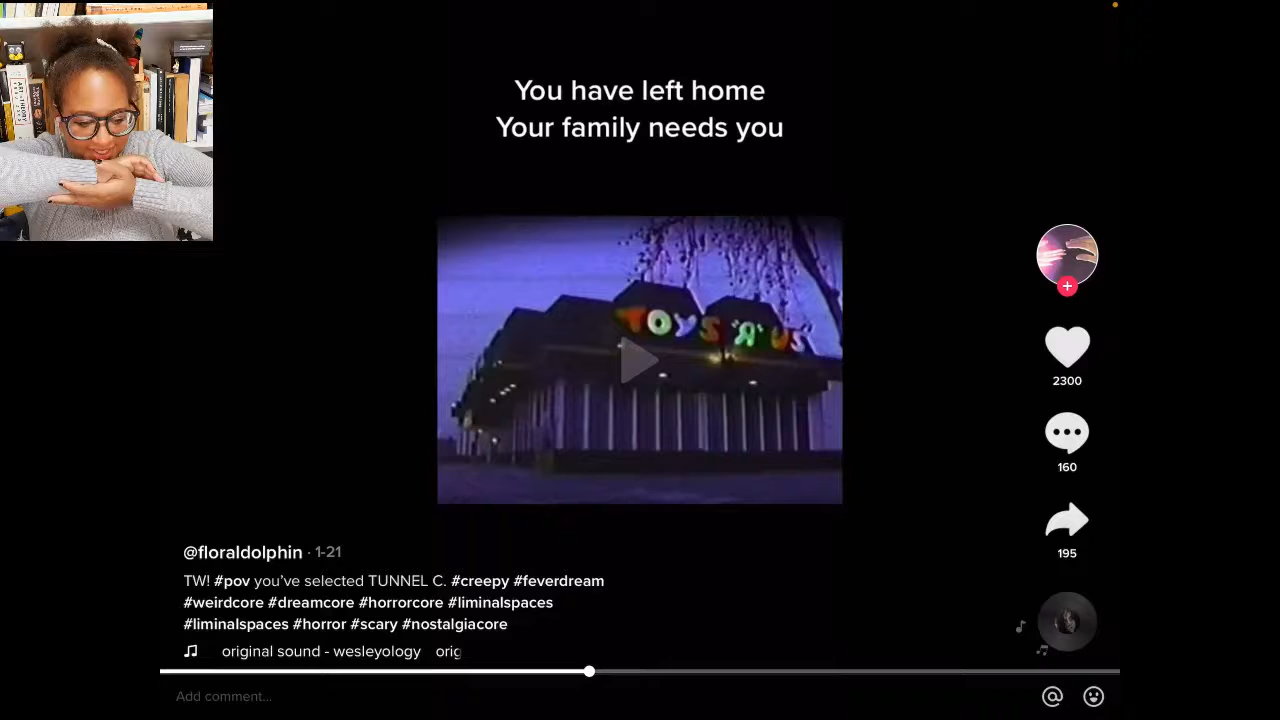 You have left home
Your family needs you
TOYS "R" US
@floraldolphin · 1-21
TW! #pov you’ve selected TUNNEL C. #creepy #feverdream
#weirdcore #dreamcore #horrorcore #liminalspaces
#liminalspaces #horror #scary #nostalgiacore
original sound - wesleyology orig
2300
160
195
Add comment...